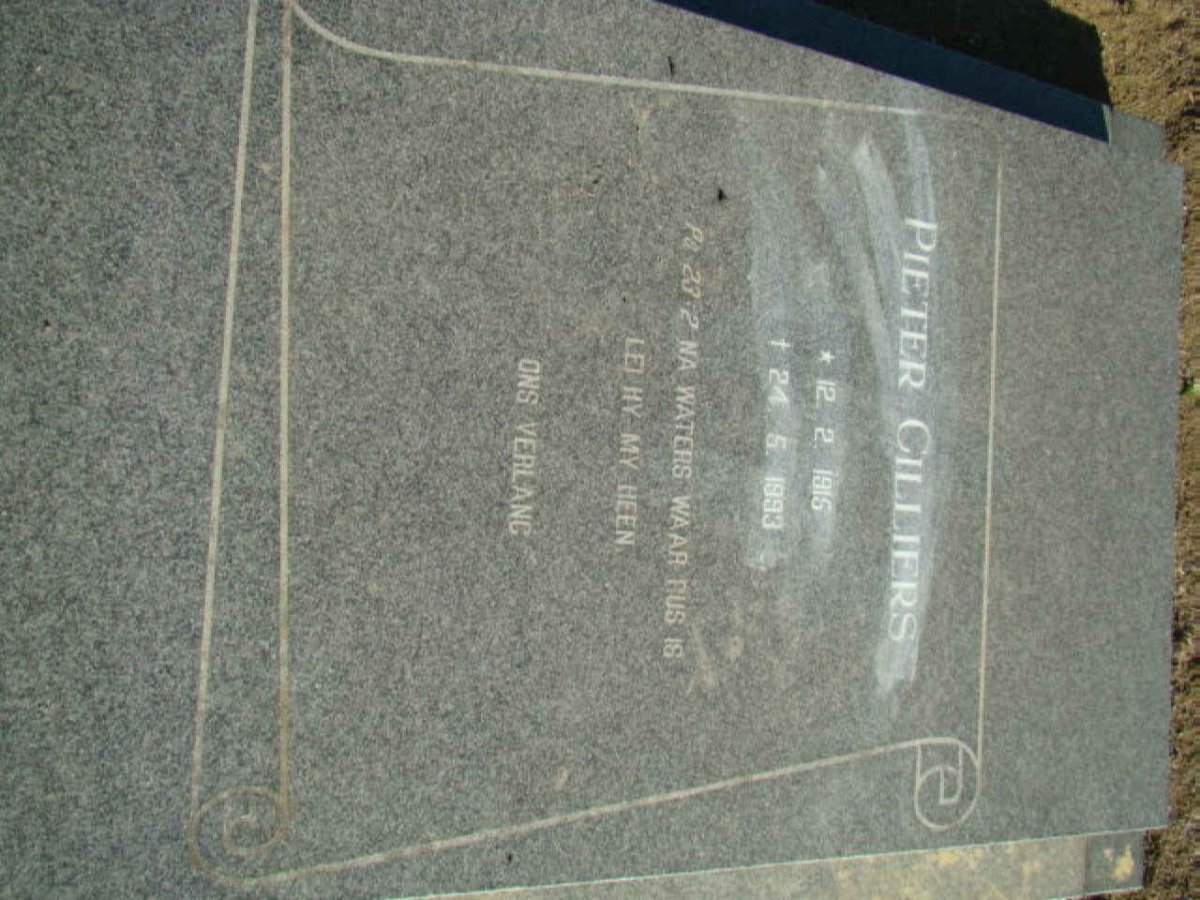 PIETER CILLIERS
★ 12. 2. 1916
† 24. 5. 1993
Ps 23:2 NA WATERS WAAR RUS IS
LEI HY MY HEEN.
ONS VERLANG